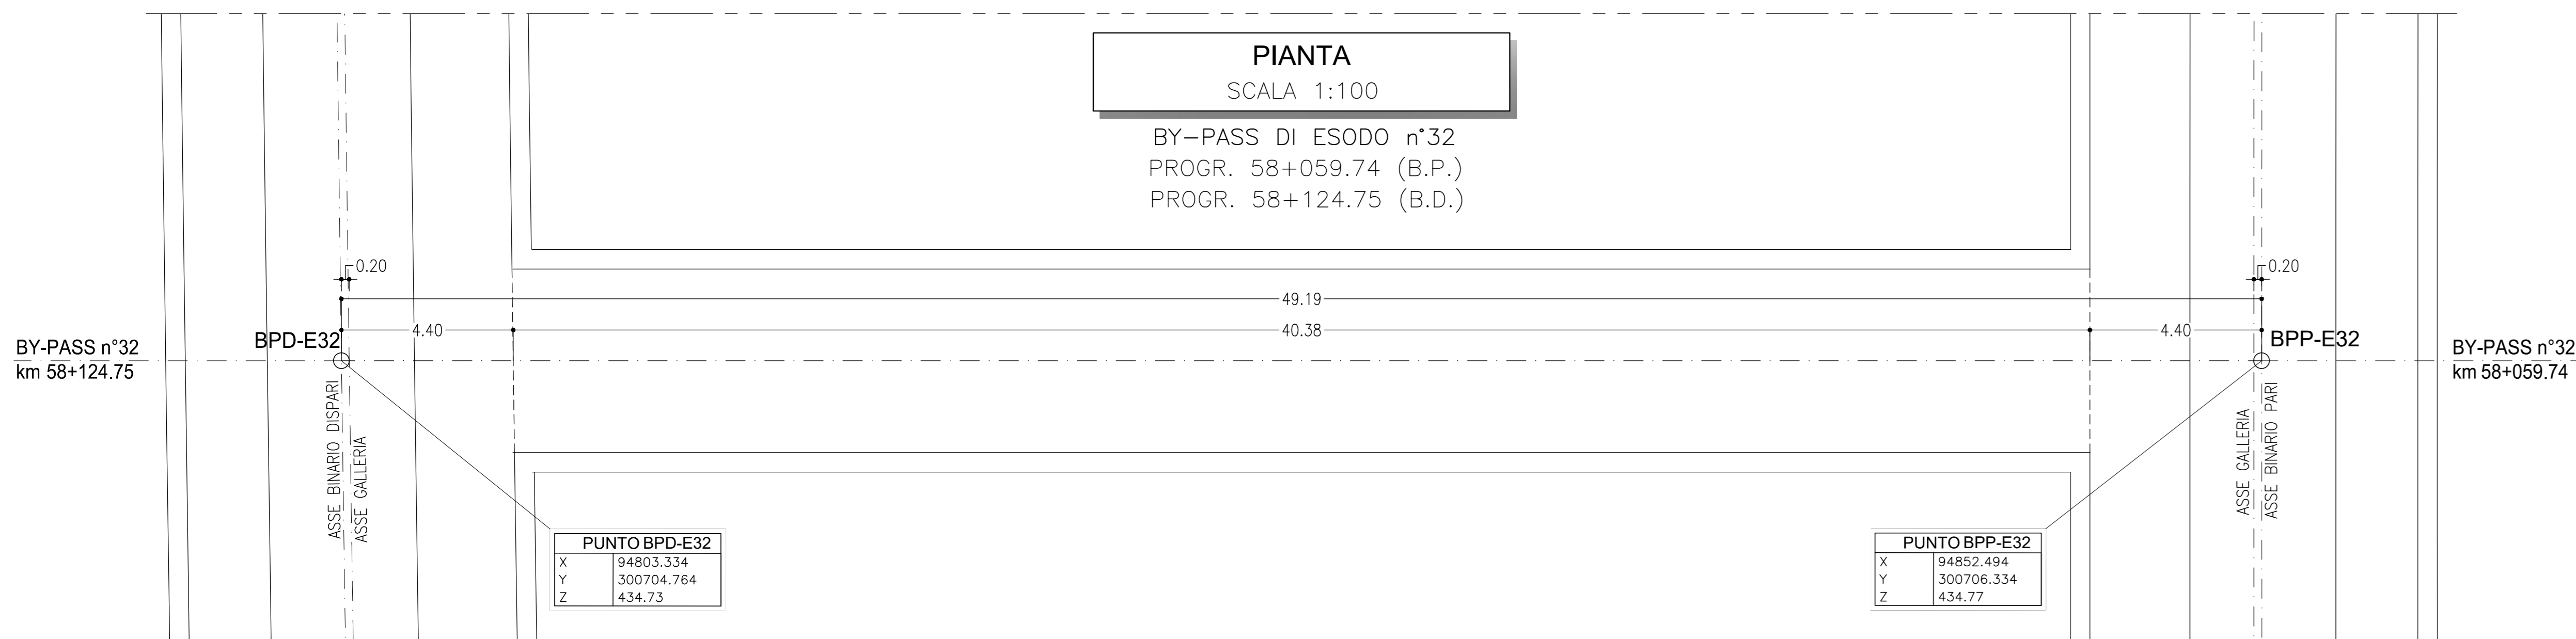 PIANTA
SCALA 1:100
BY-PASS DI ESODO n°32
PROGR. 58+059.74 (B.P.)
PROGR. 58+124.75 (B.D.)
0.20
0.20
49.19
4.40
40.38
4.40
BPD-E32
BPP-E32
BY-PASS n°32
km 58+124.75
BY-PASS n°32
km 58+059.74
ASSE BINARIO DISPARI
ASSE GALLERIA
ASSE GALLERIA
ASSE BINARIO PARI
PUNTO BPD-E32
X 94803.334
Y 300704.764
Z 434.73
PUNTO BPP-E32
X 94852.494
Y 300706.334
Z 434.77